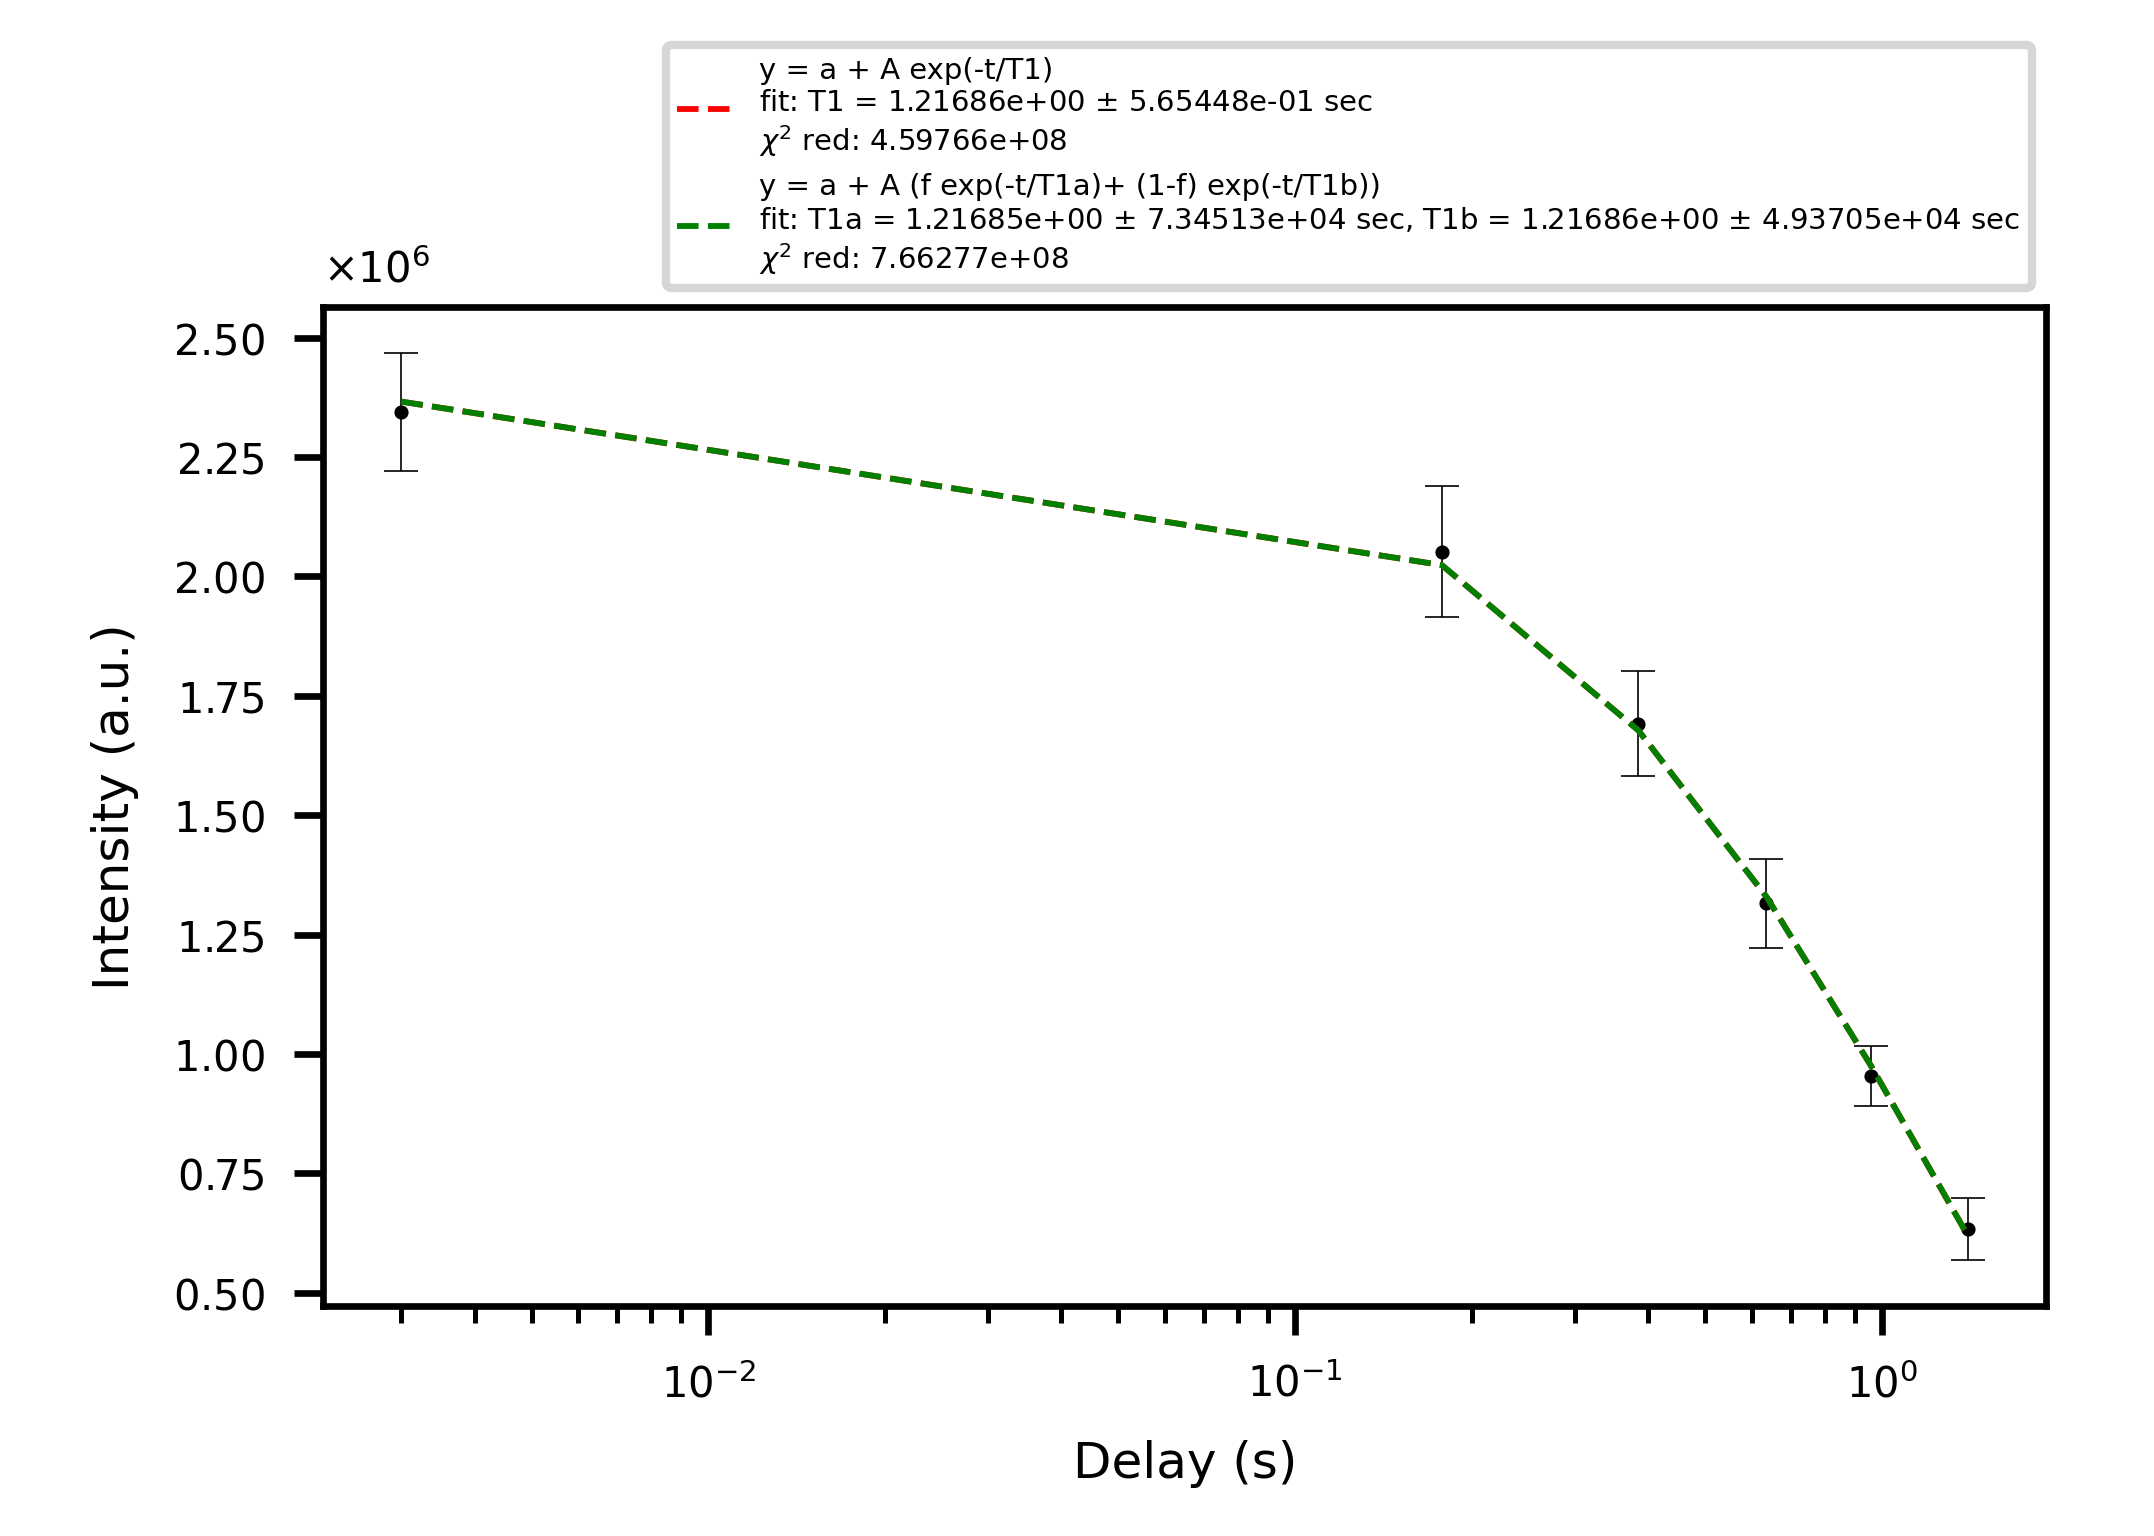 y = a + A exp(-t/T1)
fit: T1 = 1.21686e+00 ± 5.65448e-01 sec
χ² red: 4.59766e+08
y = a + A (f exp(-t/T1a)+ (1-f) exp(-t/T1b))
fit: T1a = 1.21685e+00 ± 7.34513e+04 sec, T1b = 1.21686e+00 ± 4.93705e+04 sec
χ² red: 7.66277e+08
×10⁶
2.50
2.25
2.00
1.75
1.50
1.25
1.00
0.75
0.50
Intensity (a.u.)
10⁻² 10⁻¹ 10⁰
Delay (s)